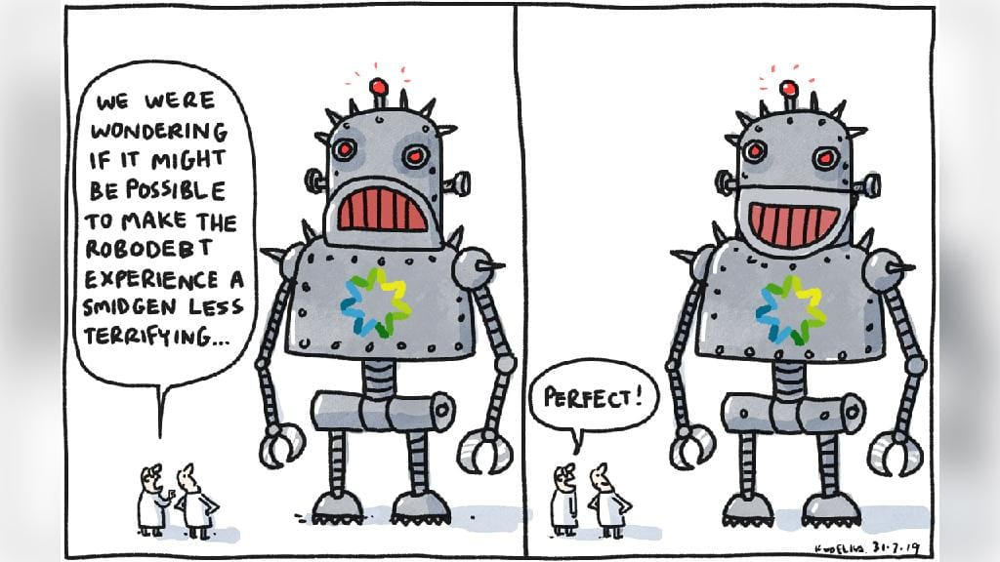 WE WERE
WONDERING
IF IT MIGHT
BE POSSIBLE
TO MAKE THE
ROBODEBT
EXPERIENCE A
SMIDGEN LESS
TERRIFYING...
PERFECT!
KUDELKA 31.7.19